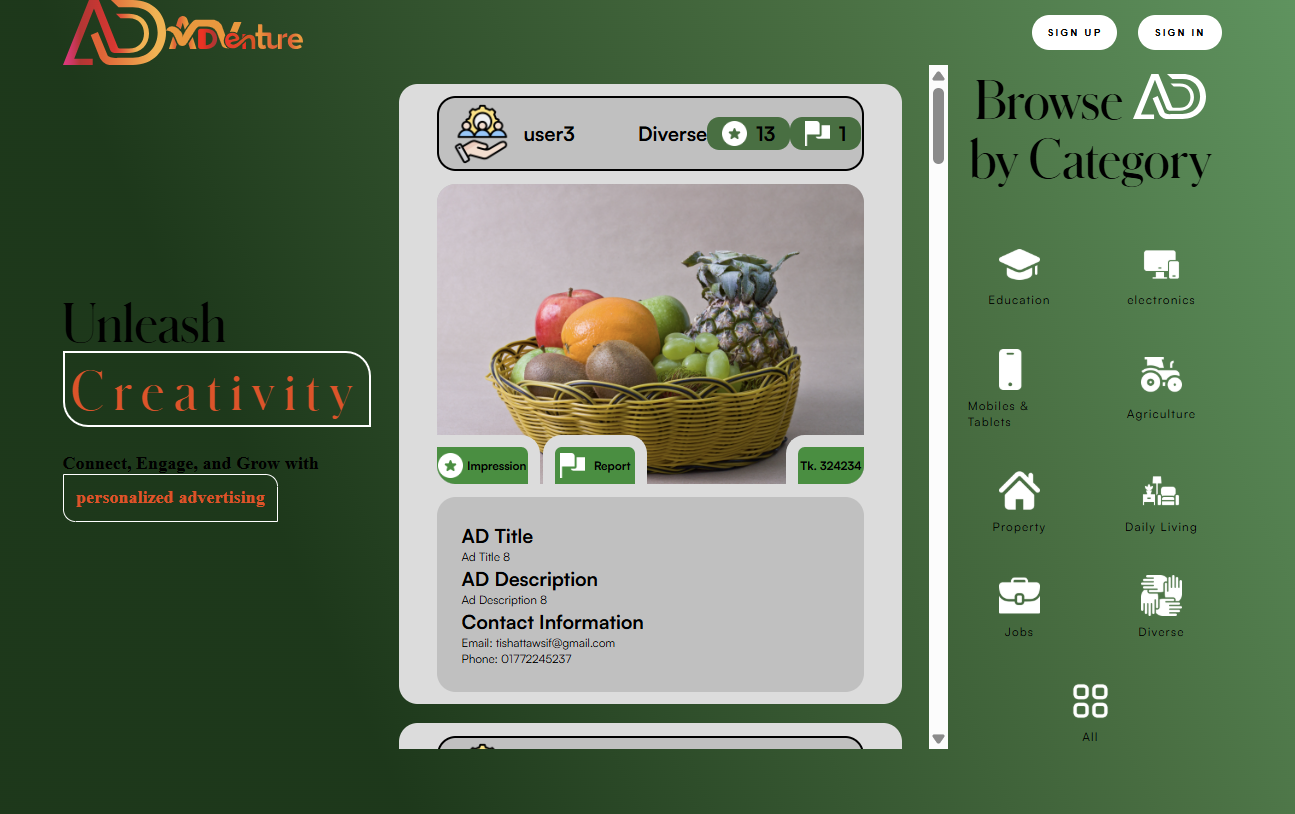 ADVenture
SIGN UP
SIGN IN
Unleash
Creativity
Connect, Engage, and Grow with
personalized advertising
user3
Diverse
13
1
Impression
Report
Tk. 324234
AD Title
Ad Title 8
AD Description
Ad Description 8
Contact Information
Email: tishattawsif@gmail.com
Phone: 01772245237
Browse AD
by Category
Education
electronics
Mobiles &
Tablets
Agriculture
Property
Daily Living
Jobs
Diverse
All